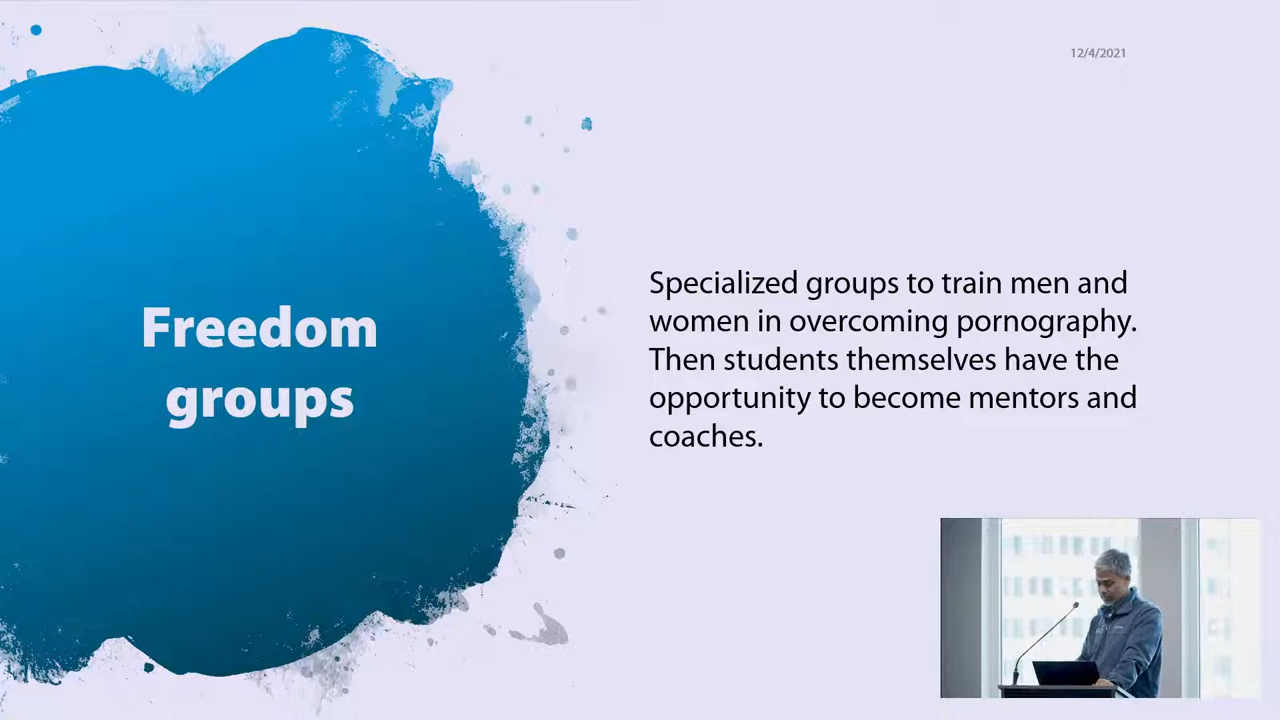 12/4/2021
Freedom
groups
Specialized groups to train men and
women in overcoming pornography.
Then students themselves have the
opportunity to become mentors and
coaches.